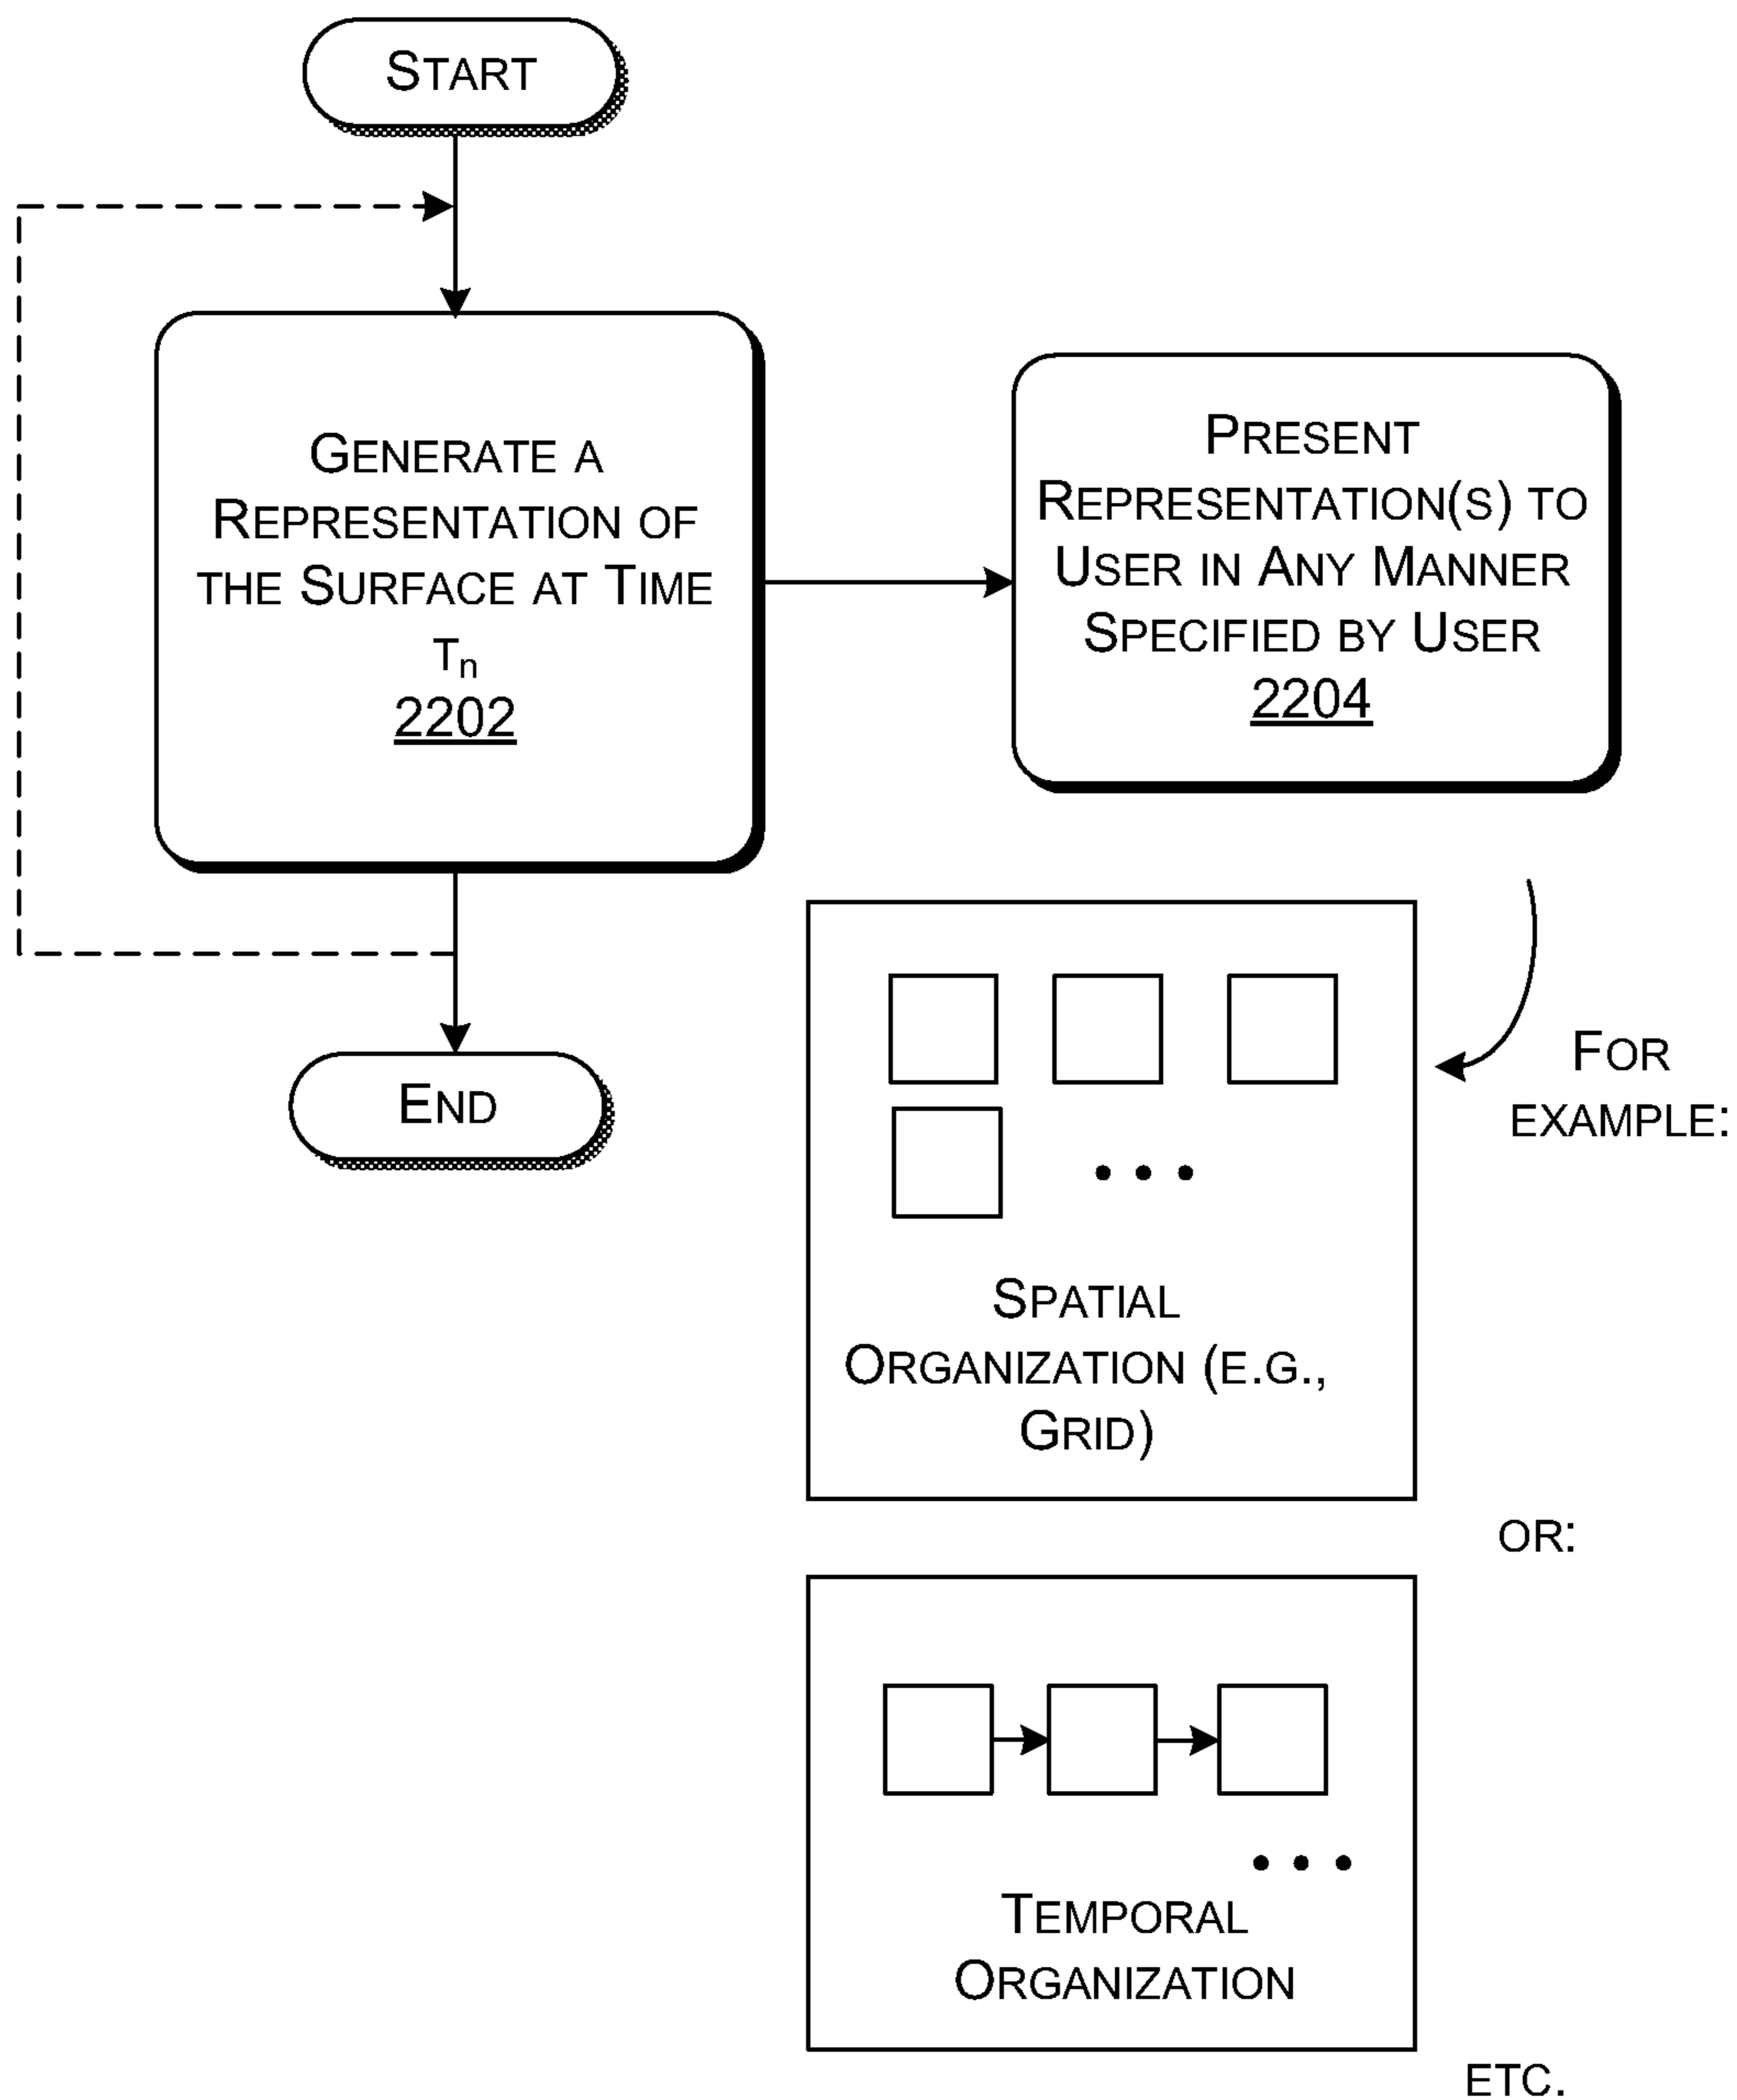 START
GENERATE A
REPRESENTATION OF
THE SURFACE AT TIME
Tn
2202
PRESENT
REPRESENTATION(S) TO
USER IN ANY MANNER
SPECIFIED BY USER
2204
FOR
EXAMPLE:
END
• • •
SPATIAL
ORGANIZATION (E.G.,
GRID)
OR:
• • •
TEMPORAL
ORGANIZATION
ETC.